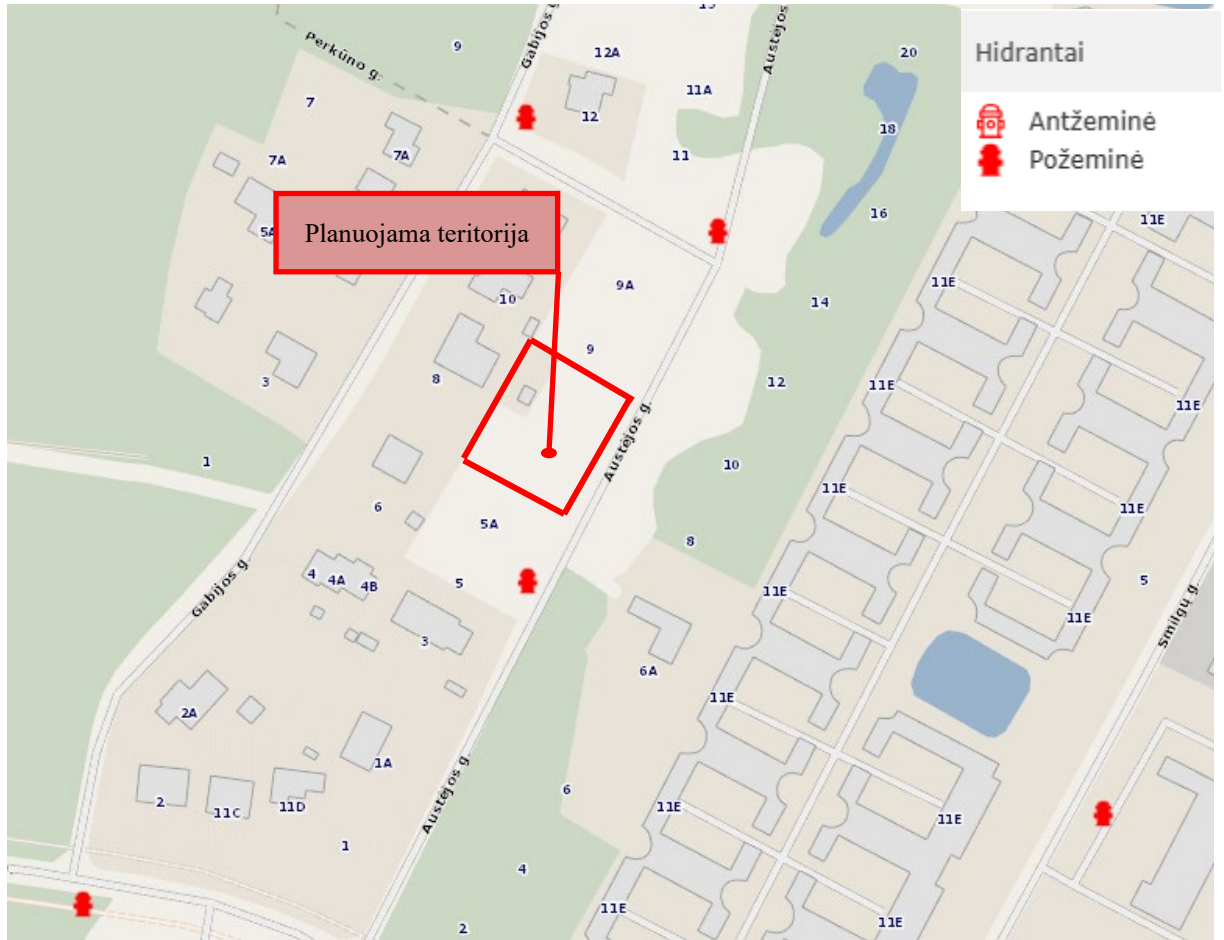 13
Gabijos g.
Austėjos
9
12A
20
Hidrantai
Perkūno g.
7
11A
12
Antžeminė
18
7A
7A
11
Požeminė
16
11E
5A
Planuojama teritorija
9A
11E
10
14
9
3
8
12
11E
11E
Austėjos g.
1
10
11E
6
11E
5A
8
Gabijos g.
4
4A
4B
5
11E
5
11E
Smilgų g.
3
6A
2A
11E
1A
Austėjos g.
6
2
11C
11D
11E
11E
1
4
11E
11E
2